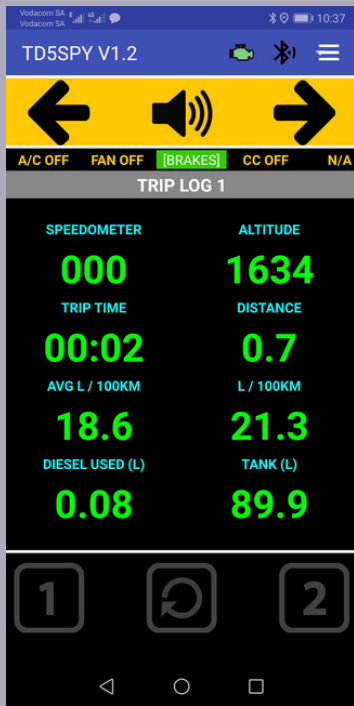 Vodacom SA
Vodacom SA
10:37
TD5SPY V1.2
A/C OFF FAN OFF [BRAKES] CC OFF N/A
TRIP LOG 1
SPEEDOMETER ALTITUDE
000 1634
TRIP TIME DISTANCE
00:02 0.7
AVG L / 100KM L / 100KM
18.6 21.3
DIESEL USED (L) TANK (L)
0.08 89.9
1 2